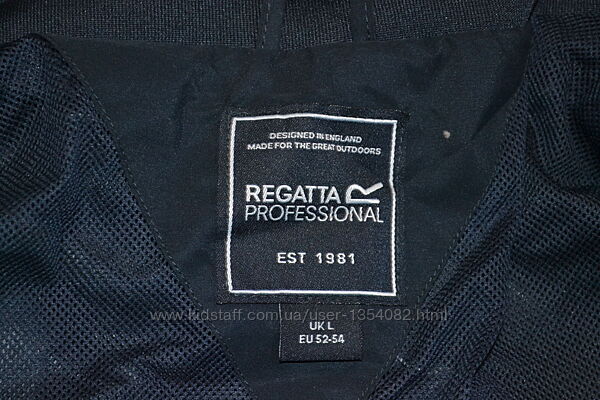 DESIGNED IN ENGLAND
MADE FOR THE GREAT OUTDOORS
REGATTA
PROFESSIONAL
EST 1981
www.kidstaff.com.ua/user-1354082.html
UK L
EU 52-54